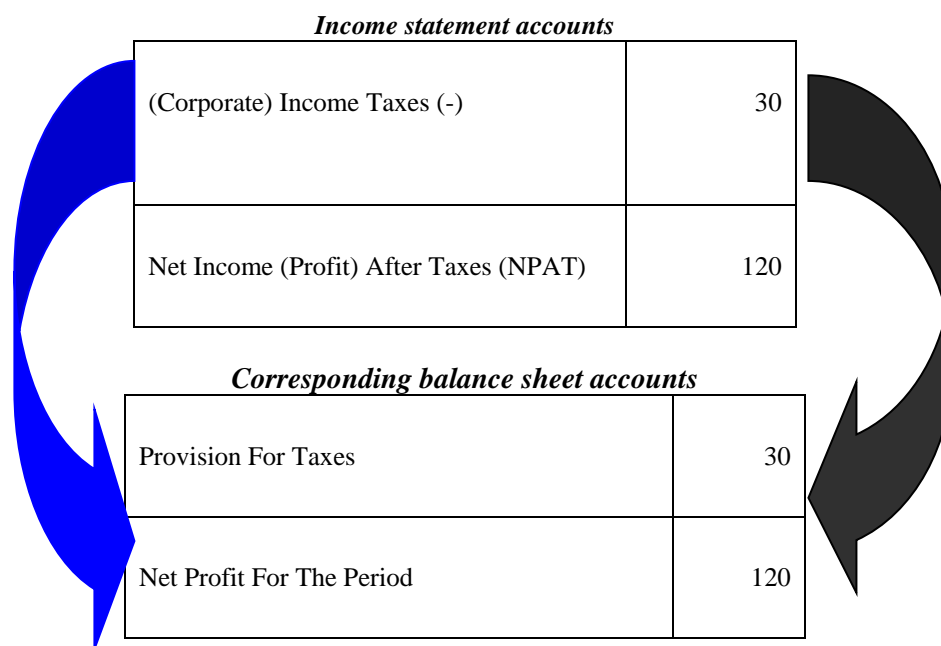 Income statement accounts
(Corporate) Income Taxes (-) 30
Net Income (Profit) After Taxes (NPAT) 120
Corresponding balance sheet accounts
Provision For Taxes 30
Net Profit For The Period 120